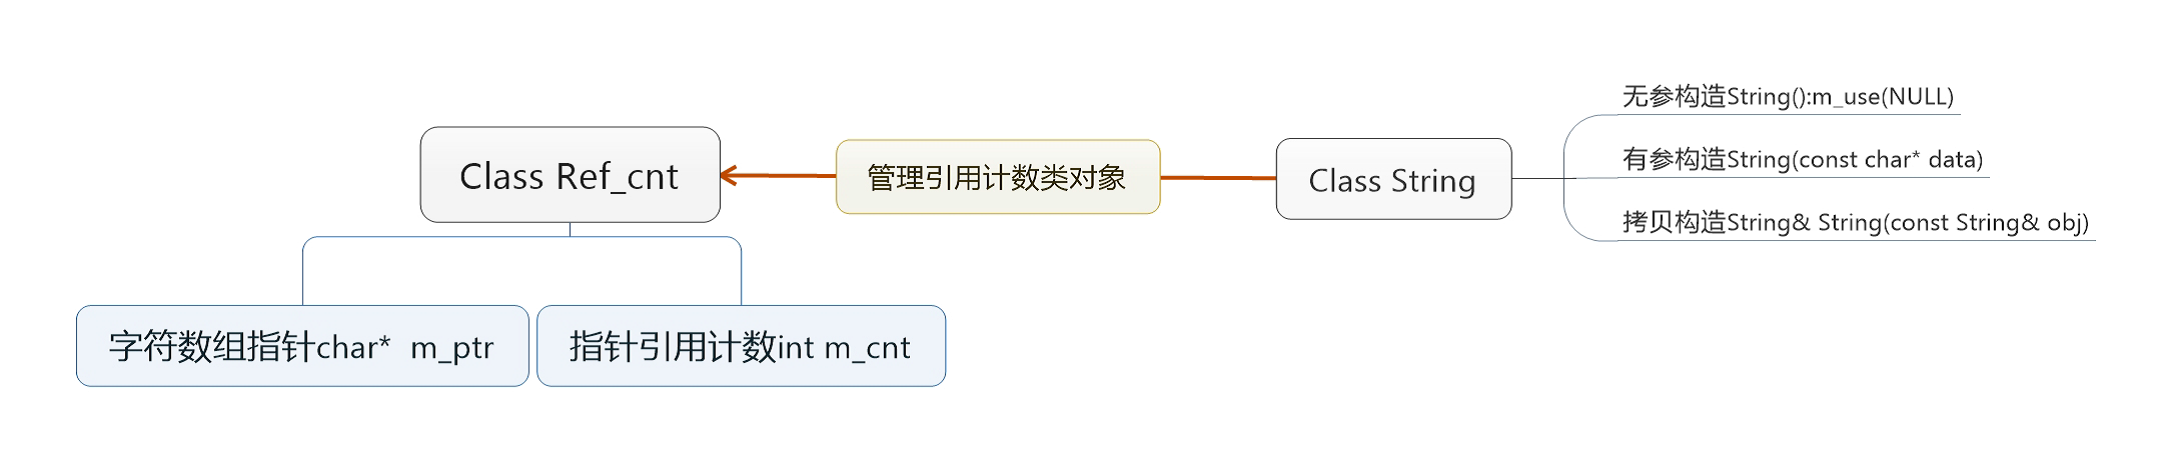 Class Ref_cnt
管理引用计数类对象
Class String
无参构造String():m_use(NULL)
有参构造String(const char* data)
拷贝构造String& String(const String& obj)
字符数组指针char*  m_ptr
指针引用计数int m_cnt